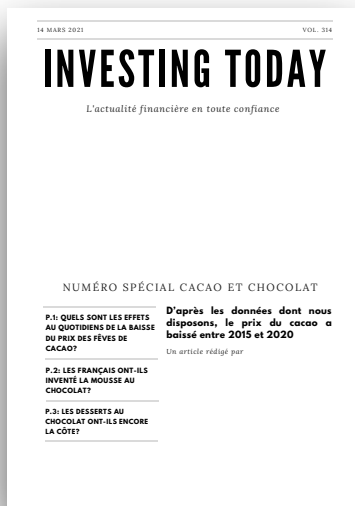 14 MARS 2021
VOL. 314
INVESTING TODAY
L'actualité financière en toute confiance
NUMÉRO SPÉCIAL CACAO ET CHOCOLAT
P.1: QUELS SONT LES EFFETS
AU QUOTIDIENS DE LA BAISSE
DU PRIX DES FÊVES DE
CACAO?
P.2: LES FRANÇAIS ONT-ILS
INVENTÉ LA MOUSSE AU
CHOCOLAT?
P.3: LES DESSERTS AU
CHOCOLAT ONT-ILS ENCORE
LA CÔTE?
D'après les données dont nous
disposons, le prix du cacao a
baissé entre 2015 et 2020
Un article rédigé par